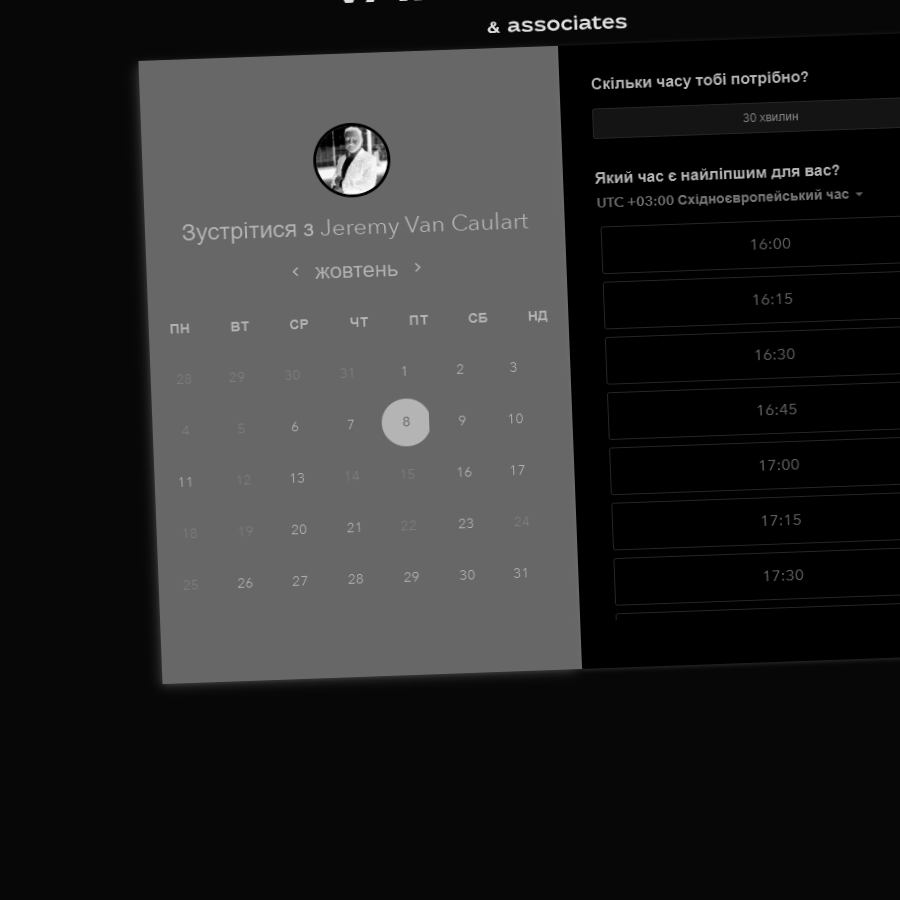 & associates
Зустрітися з Jeremy Van Caulart
жовтень
ПН ВТ СР ЧТ ПТ СБ НД
28 29 30 31 1 2 3
4 5 6 7 8 9 10
11 12 13 14 15 16 17
18 19 20 21 22 23 24
25 26 27 28 29 30 31
Скільки часу тобі потрібно?
30 хвилин
Який час є найліпшим для вас?
UTC +03:00 Східноєвропейський час
16:00
16:15
16:30
16:45
17:00
17:15
17:30